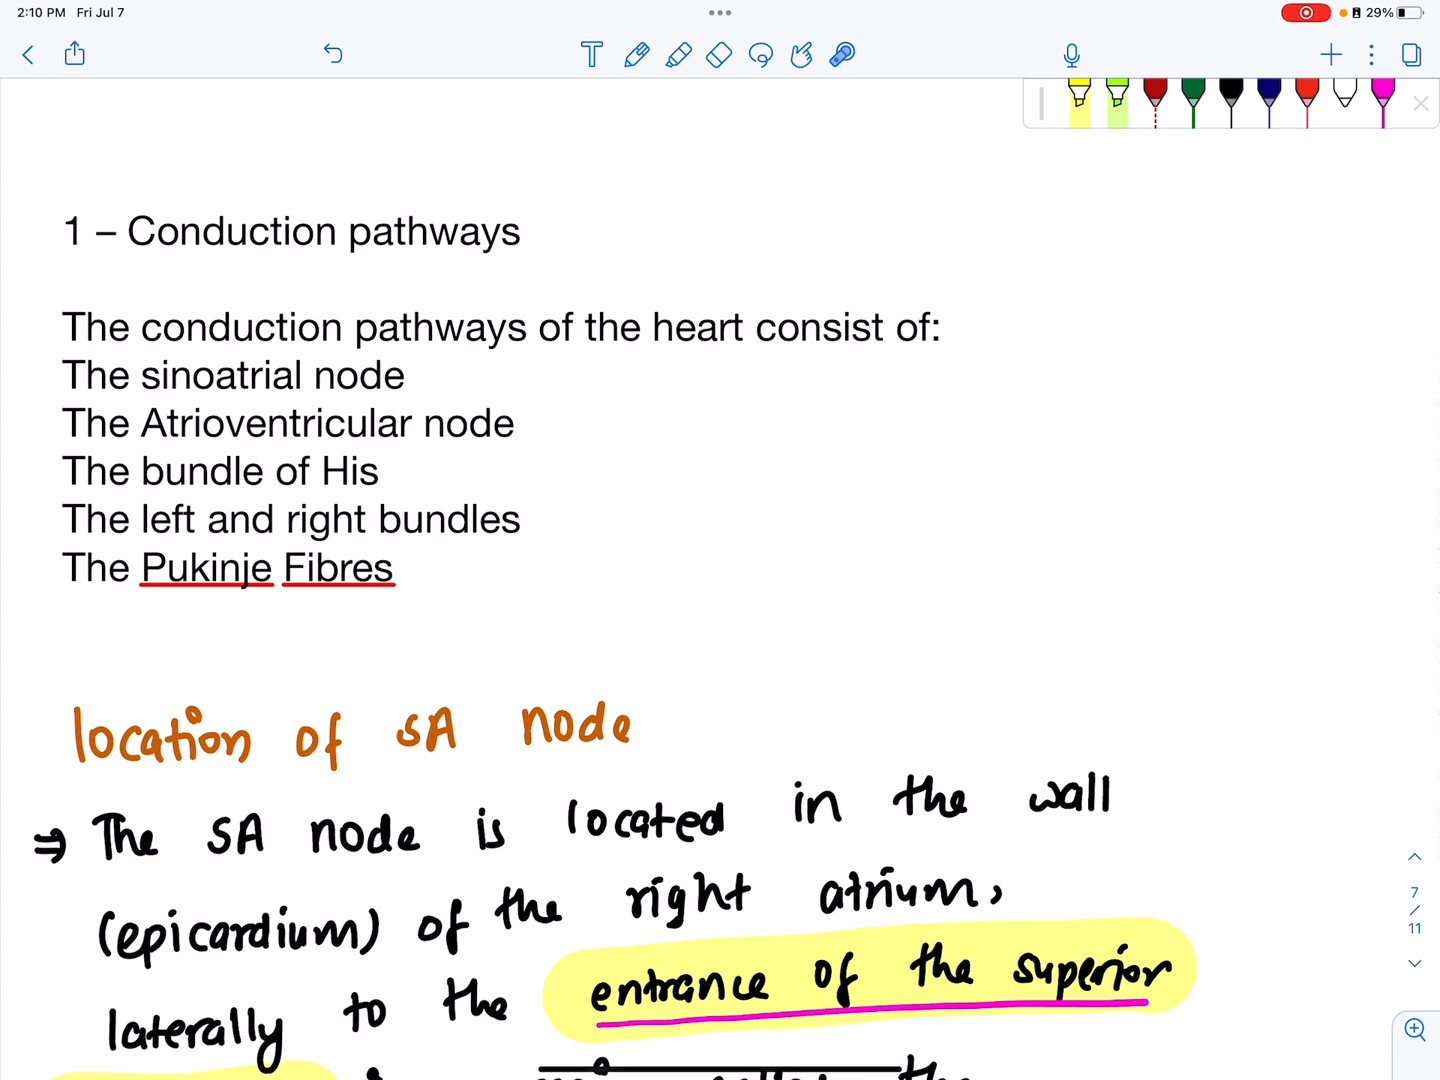 2:10 PM Fri Jul 7
29%
1 – Conduction pathways
The conduction pathways of the heart consist of:
The sinoatrial node
The Atrioventricular node
The bundle of His
The left and right bundles
The Pukinje Fibres
location of SA node
⇒ The SA node is located in the wall
(epicardium) of the right atrium,
laterally to the entrance of the superior
7
/
11